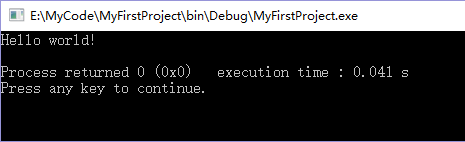 E:\MyCode\MyFirstProject\bin\Debug\MyFirstProject.exe
Hello world!
Process returned 0 (0x0)   execution time : 0.041 s
Press any key to continue.